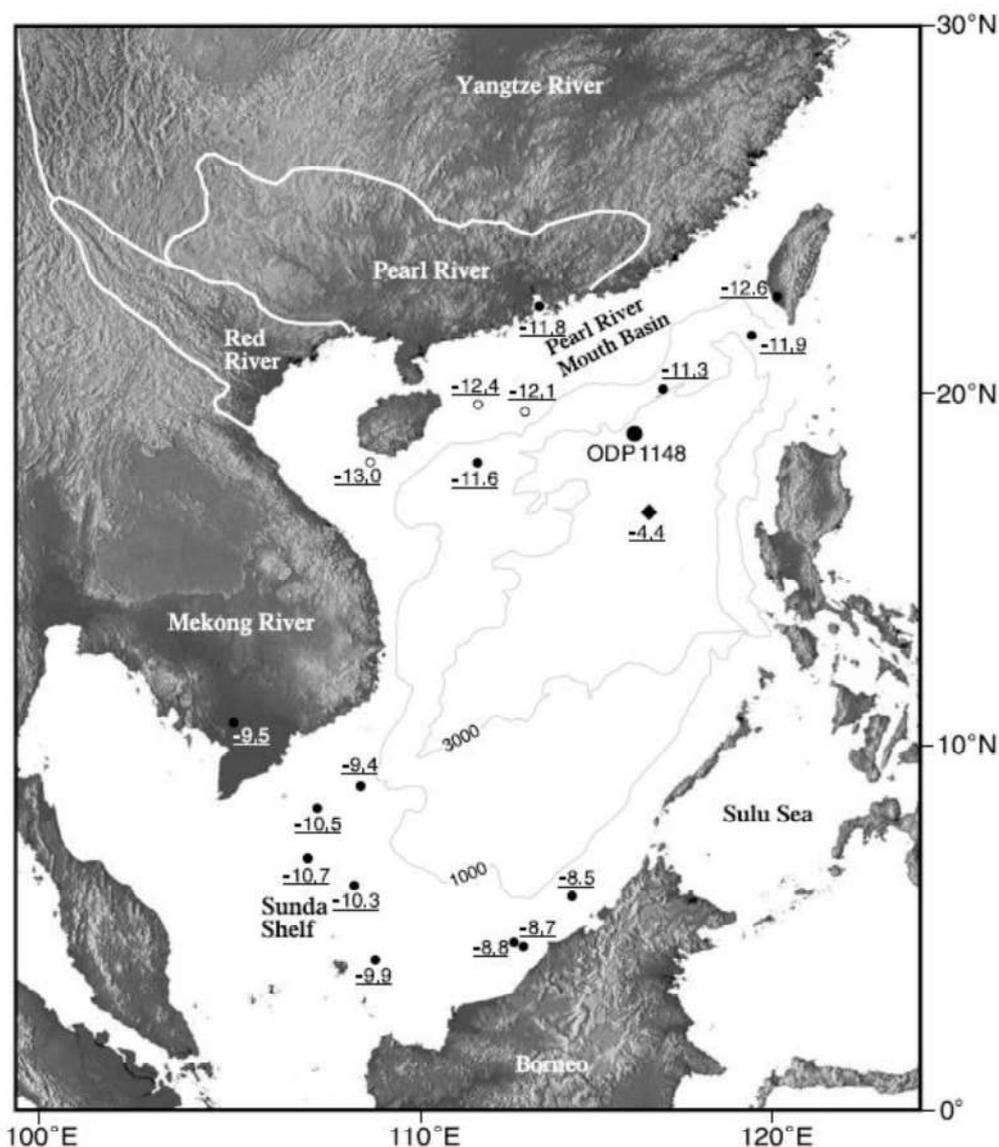 30°N
Yangtze River
Pearl River
-12.6
-11,8
Pearl River
Mouth Basin
-11,9
Red
River
-11,3
-12,4
-12,1
20°N
ODP1148
-13,0
-11.6
-4,4
Mekong River
-9.5
3000
10°N
-9,4
-10,5
Sulu Sea
1000
-10,7
-8.5
-10,3
Sunda
Shelf
-8,7
-8,8
-9,9
Borneo
0°
100°E
110°E
120°E